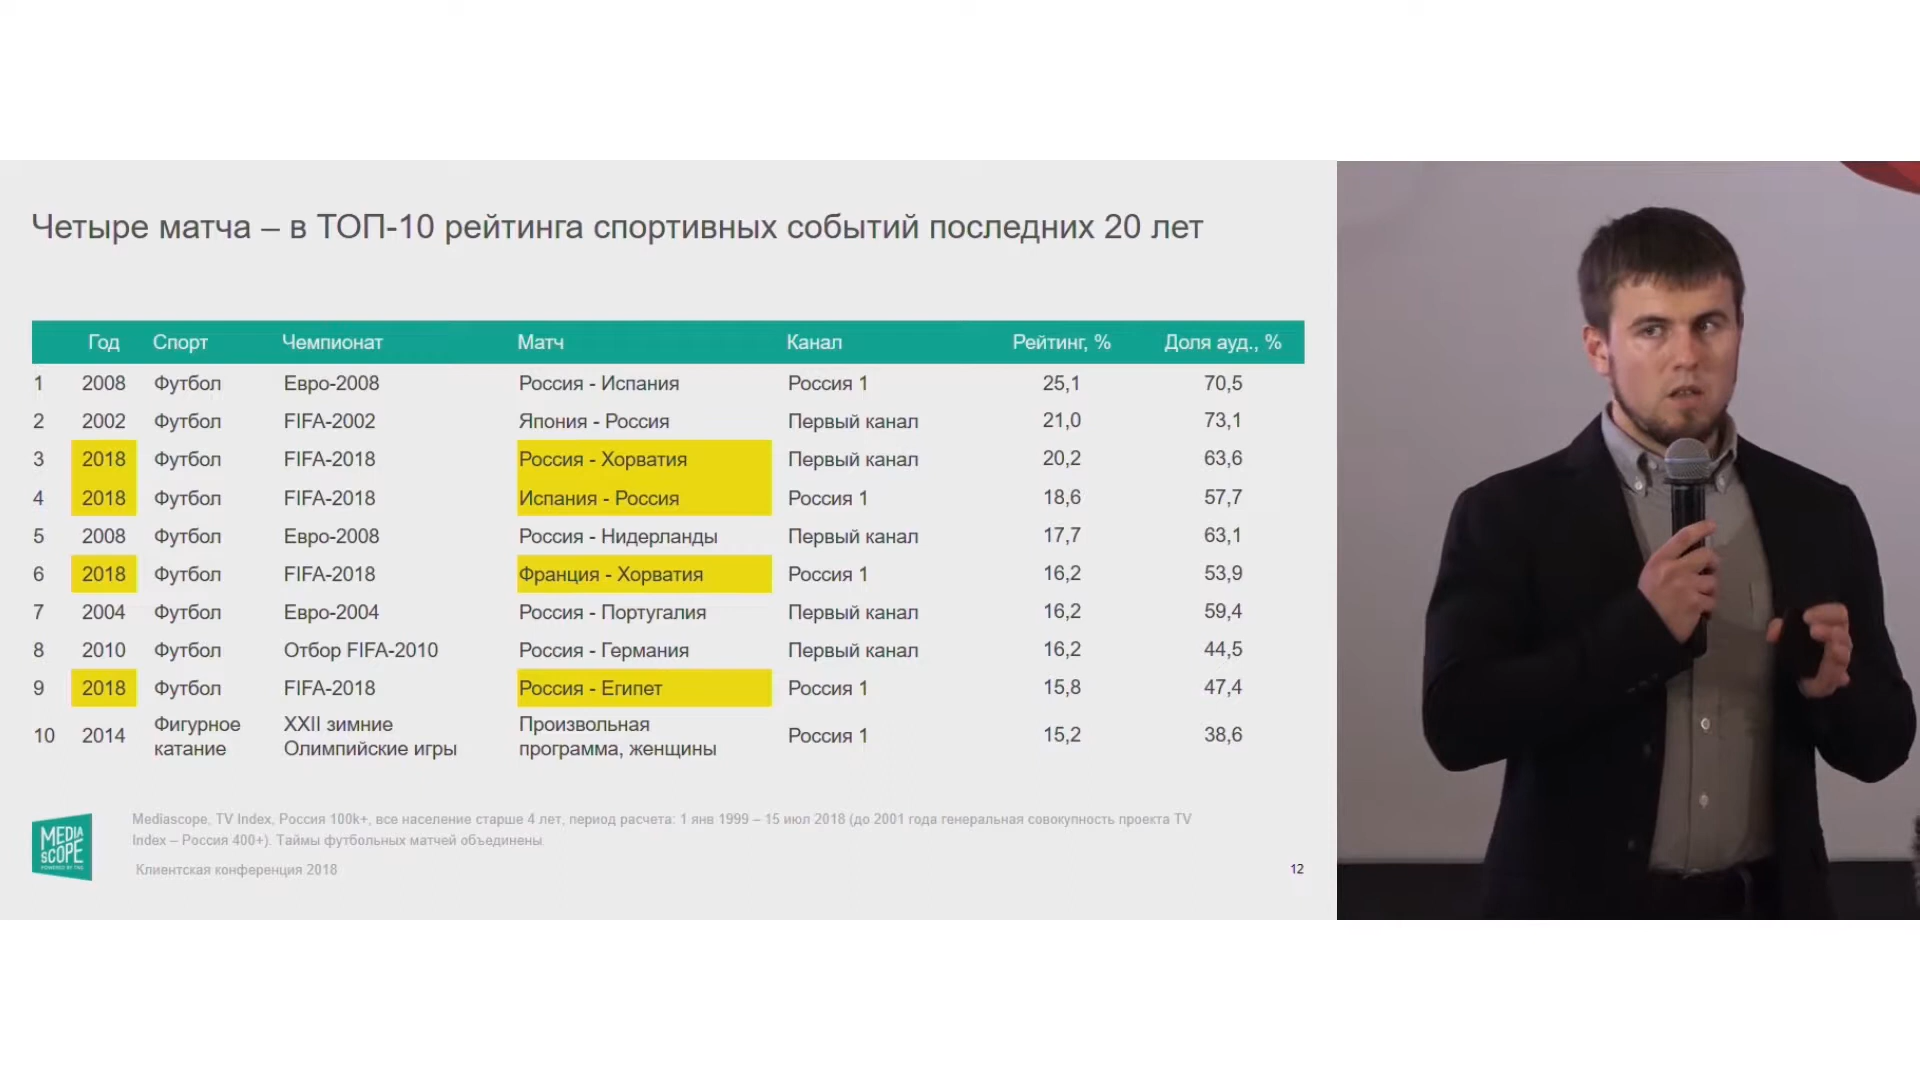 Четыре матча – в ТОП-10 рейтинга спортивных событий последних 20 лет
Год Спорт Чемпионат Матч Канал Рейтинг, % Доля ауд., %
1 2008 Футбол Евро-2008 Россия - Испания Россия 1 25,1 70,5
2 2002 Футбол FIFA-2002 Япония - Россия Первый канал 21,0 73,1
3 2018 Футбол FIFA-2018 Россия - Хорватия Первый канал 20,2 63,6
4 2018 Футбол FIFA-2018 Испания - Россия Россия 1 18,6 57,7
5 2008 Футбол Евро-2008 Россия - Нидерланды Первый канал 17,7 63,1
6 2018 Футбол FIFA-2018 Франция - Хорватия Россия 1 16,2 53,9
7 2004 Футбол Евро-2004 Россия - Португалия Первый канал 16,2 59,4
8 2010 Футбол Отбор FIFA-2010 Россия - Германия Первый канал 16,2 44,5
9 2018 Футбол FIFA-2018 Россия - Египет Россия 1 15,8 47,4
10 2014 Фигурное катание XXII зимние Олимпийские игры Произвольная программа, женщины Россия 1 15,2 38,6
Mediascope, TV Index, Россия 100k+, все население старше 4 лет, период расчета: 1 янв 1999 – 15 июл 2018 (до 2001 года генеральная совокупность проекта TV
Index – Россия 400+). Таймы футбольных матчей объединены.
MEDIA
SCOPE
POWERED BY TNS
Клиентская конференция 2018
12